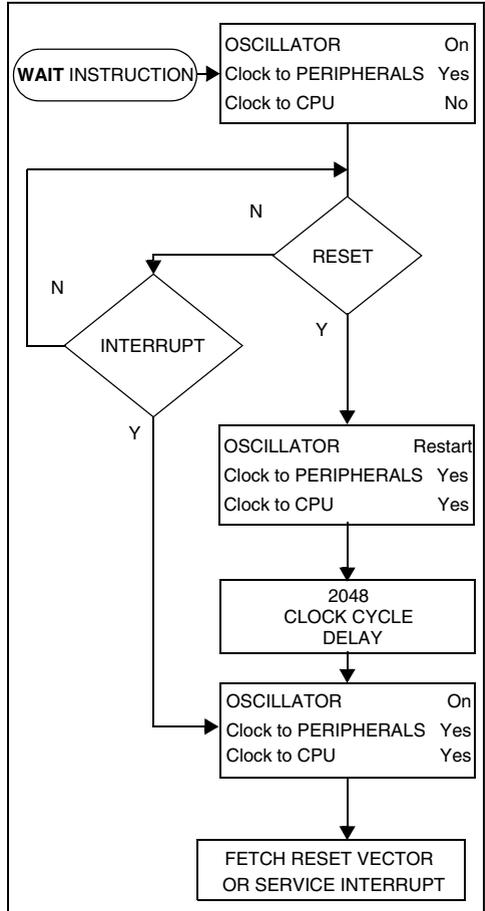 WAIT INSTRUCTION
OSCILLATOR On
Clock to PERIPHERALS Yes
Clock to CPU No
N
RESET
N
INTERRUPT
Y
Y
OSCILLATOR Restart
Clock to PERIPHERALS Yes
Clock to CPU Yes
2048
CLOCK CYCLE
DELAY
OSCILLATOR On
Clock to PERIPHERALS Yes
Clock to CPU Yes
FETCH RESET VECTOR
OR SERVICE INTERRUPT